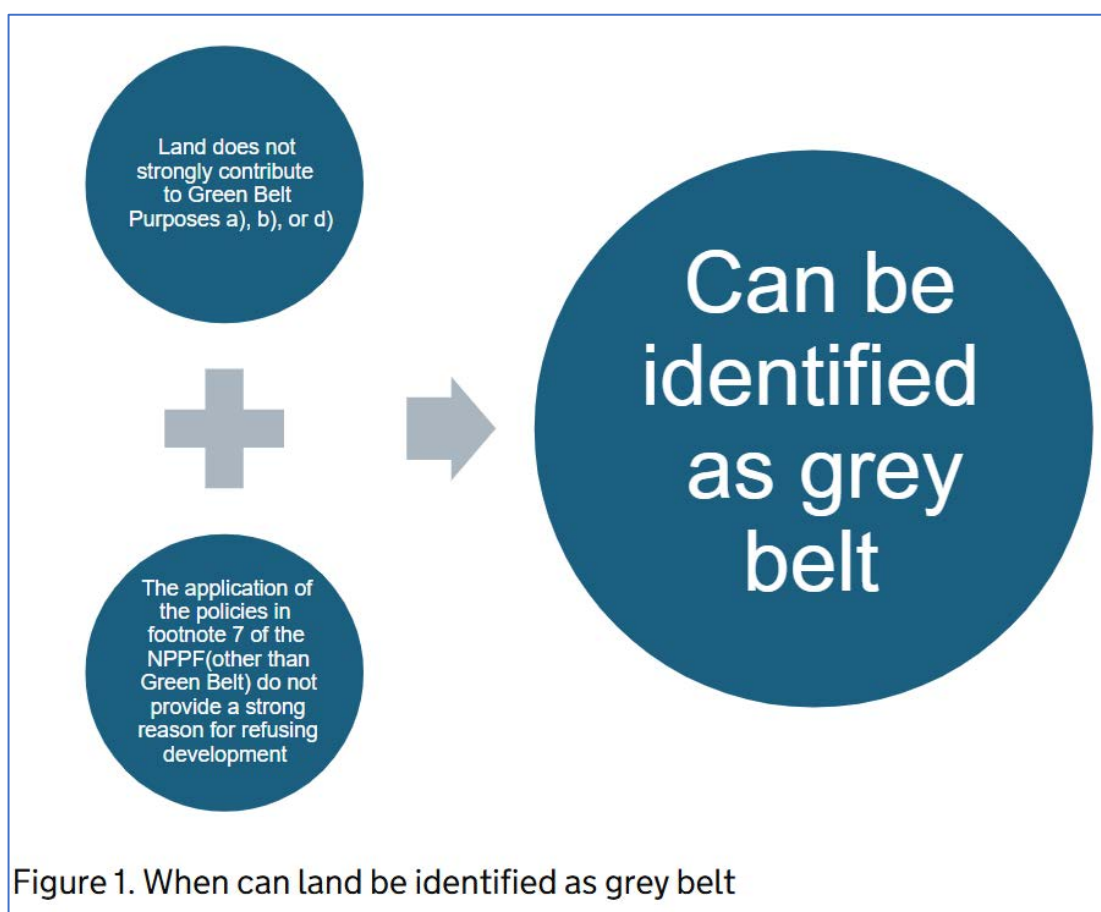 Land does not
strongly contribute
to Green Belt
Purposes a), b), or d)
The application of
the policies in
footnote 7 of the
NPPF(other than
Green Belt) do not
provide a strong
reason for refusing
development
Can be
identified
as grey
belt
Figure 1. When can land be identified as grey belt